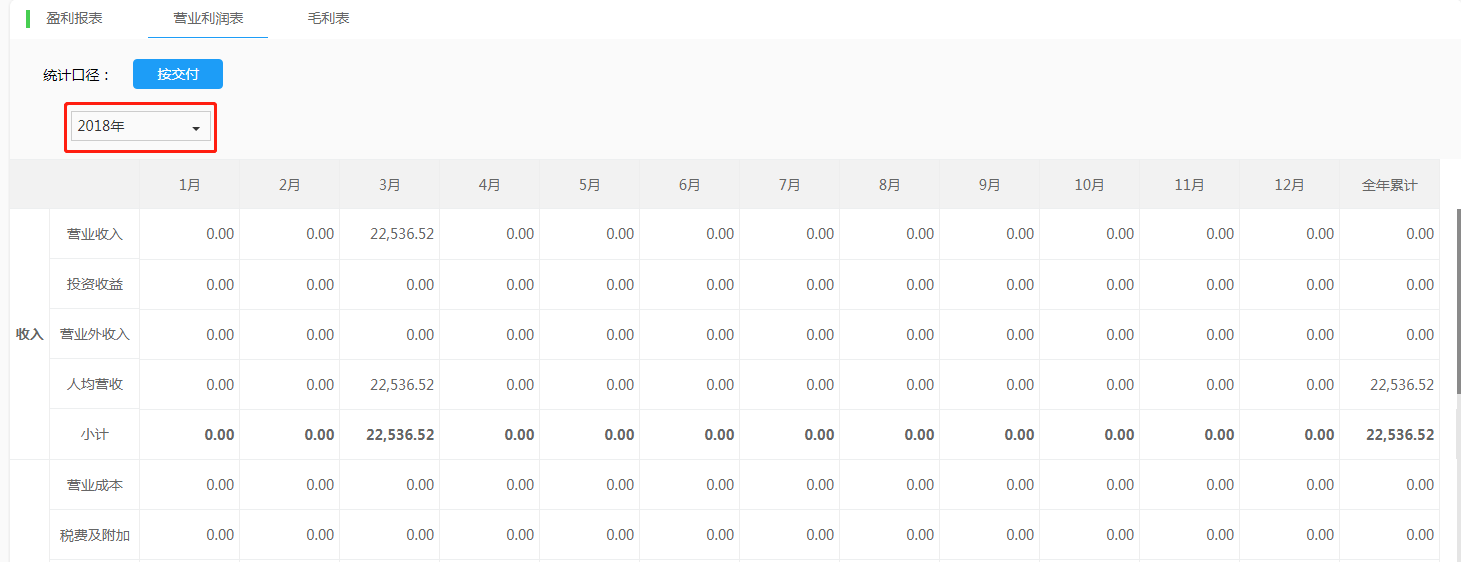 盈利报表 营业利润表 毛利表
统计口径： 按交付
2018年
1月 2月 3月 4月 5月 6月 7月 8月 9月 10月 11月 12月 全年累计
营业收入 0.00 0.00 22,536.52 0.00 0.00 0.00 0.00 0.00 0.00 0.00 0.00 0.00 0.00
投资收益 0.00 0.00 0.00 0.00 0.00 0.00 0.00 0.00 0.00 0.00 0.00 0.00 0.00
收入 营业外收入 0.00 0.00 0.00 0.00 0.00 0.00 0.00 0.00 0.00 0.00 0.00 0.00 0.00
人均营收 0.00 0.00 22,536.52 0.00 0.00 0.00 0.00 0.00 0.00 0.00 0.00 0.00 22,536.52
小计 0.00 0.00 22,536.52 0.00 0.00 0.00 0.00 0.00 0.00 0.00 0.00 0.00 22,536.52
营业成本 0.00 0.00 0.00 0.00 0.00 0.00 0.00 0.00 0.00 0.00 0.00 0.00 0.00
税费及附加 0.00 0.00 0.00 0.00 0.00 0.00 0.00 0.00 0.00 0.00 0.00 0.00 0.00